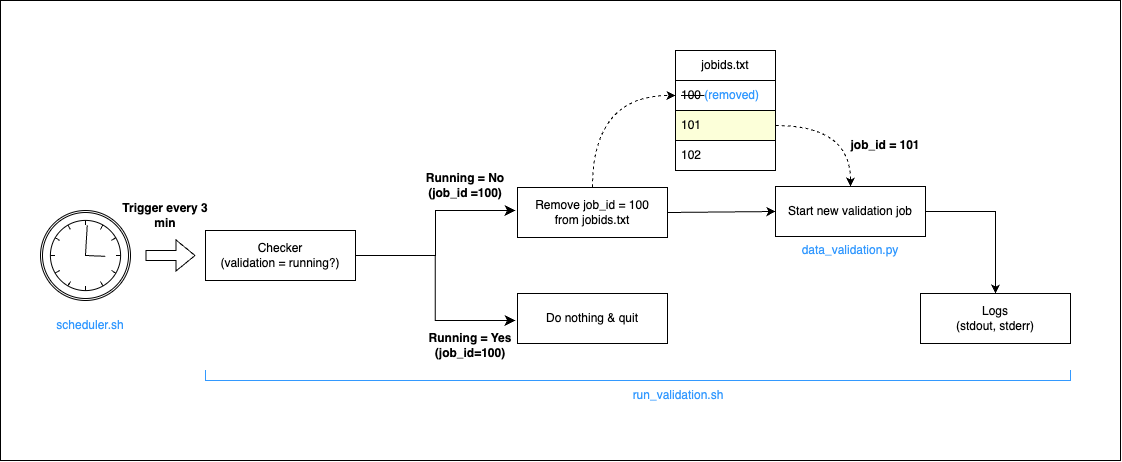 jobids.txt
100 (removed)
101
102
job_id = 101
Running = No
(job_id =100)
Trigger every 3
min
Remove job_id = 100
from jobids.txt
Start new validation job
data_validation.py
Checker
(validation = running?)
scheduler.sh
Do nothing & quit
Running = Yes
(job_id=100)
Logs
(stdout, stderr)
run_validation.sh